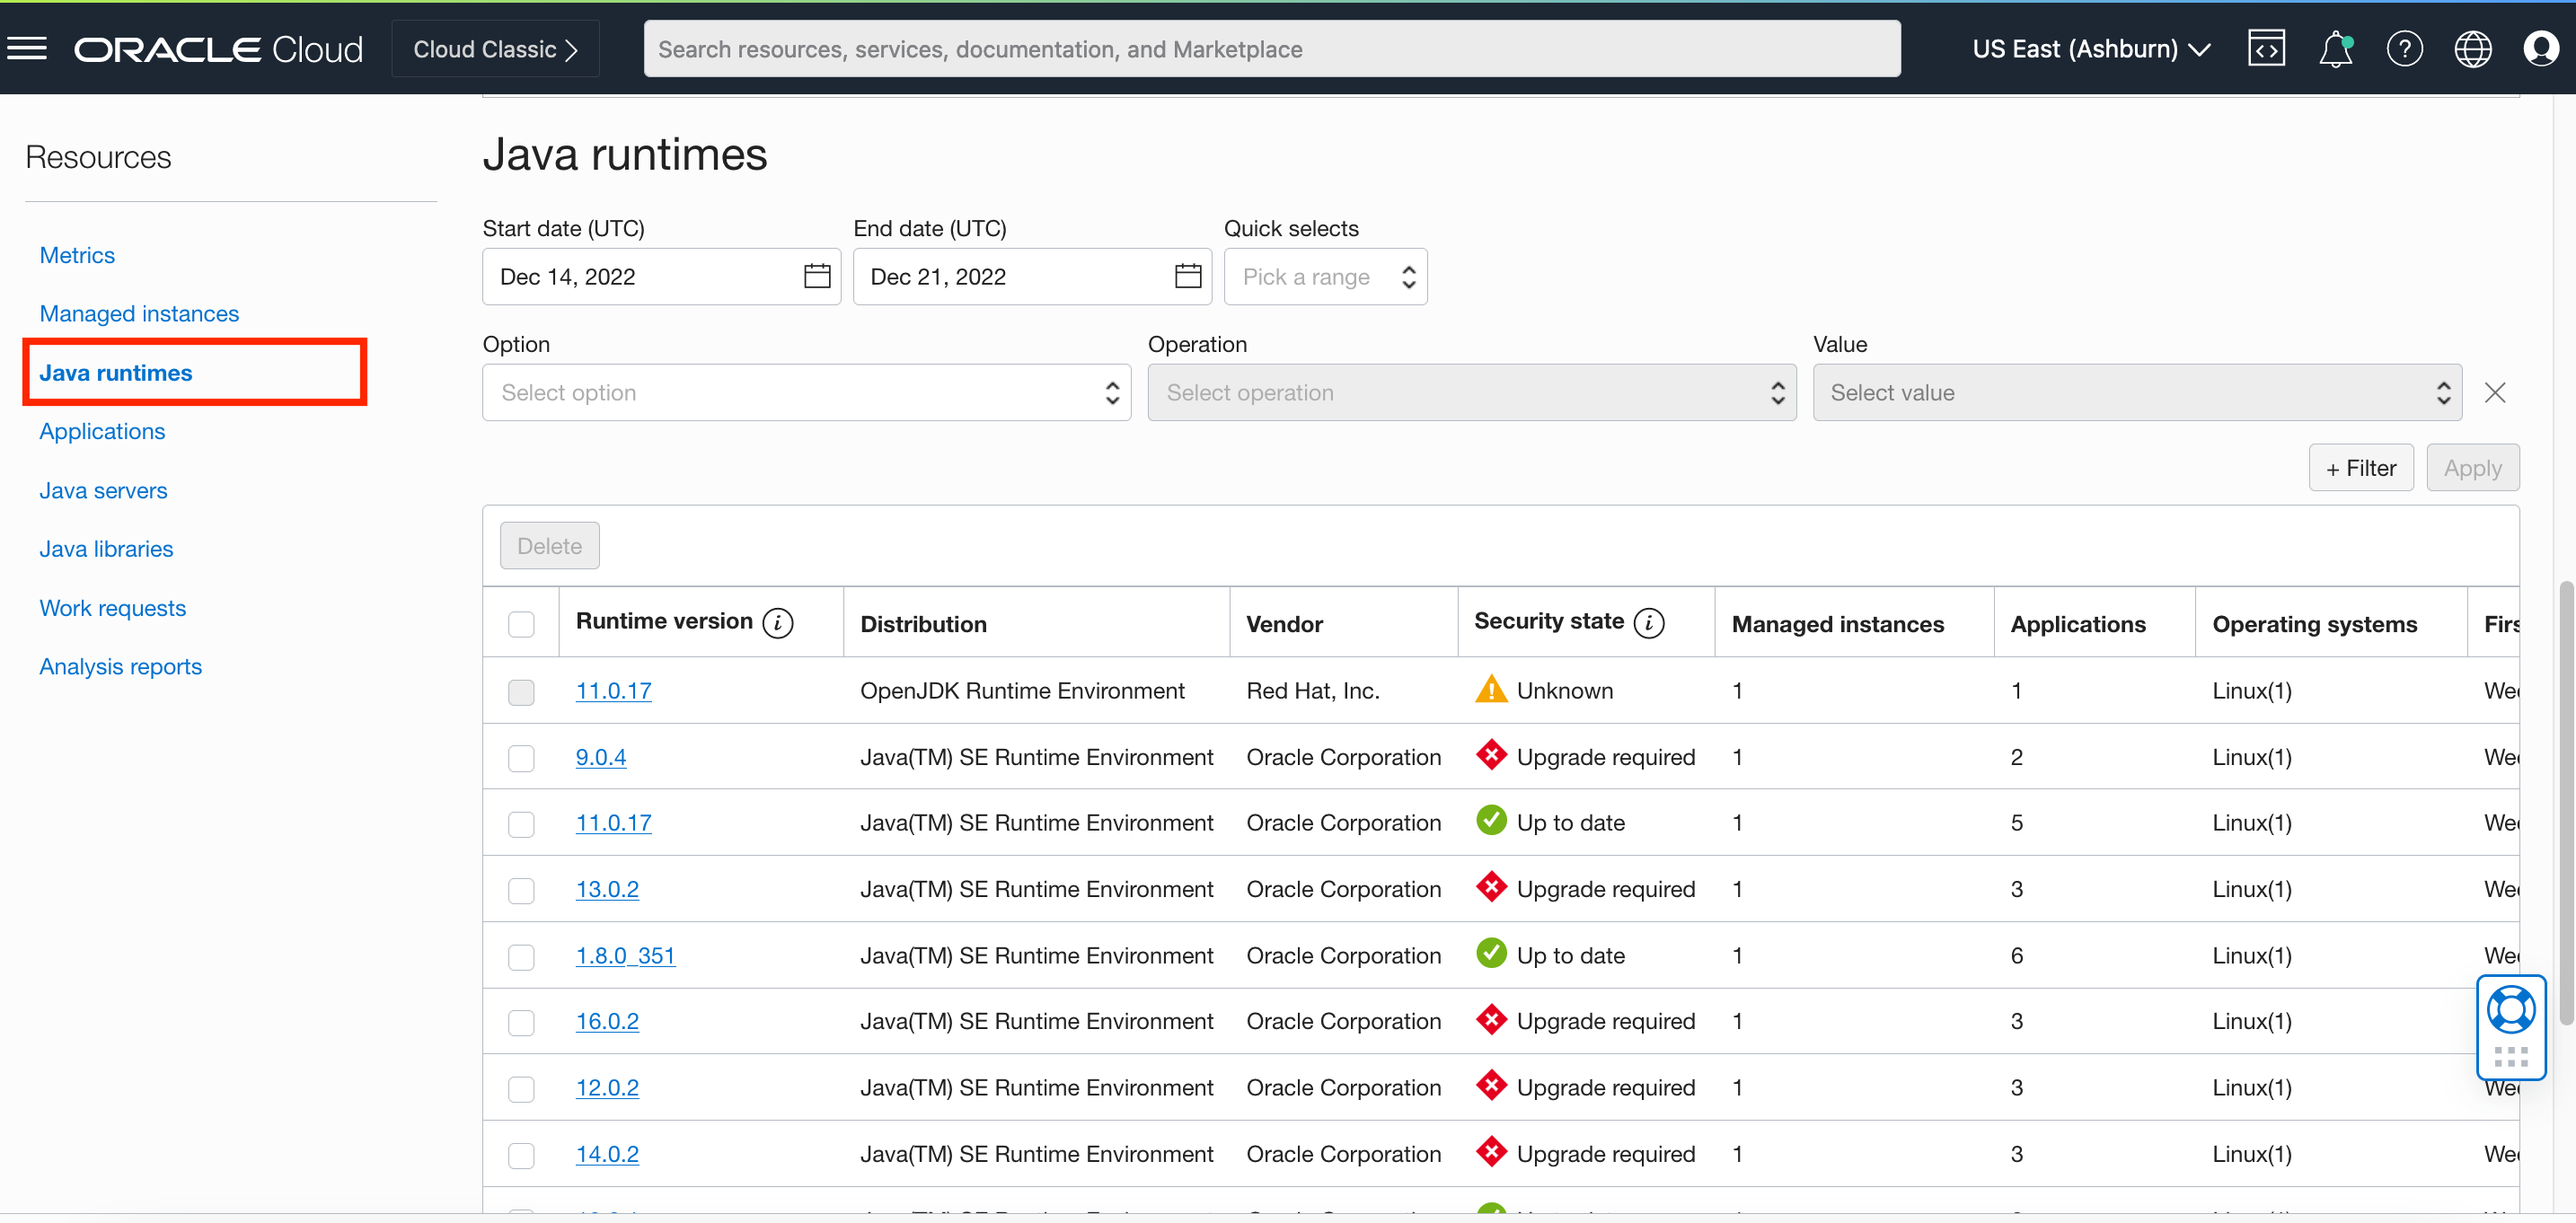 ORACLE Cloud
Cloud Classic
Search resources, services, documentation, and Marketplace
US East (Ashburn)
Resources
Metrics
Managed instances
Java runtimes
Applications
Java servers
Java libraries
Work requests
Analysis reports
Java runtimes
Start date (UTC) End date (UTC) Quick selects
Dec 14, 2022 Dec 21, 2022 Pick a range
Option Operation Value
Select option Select operation Select value
+ Filter Apply
Delete
Runtime version Distribution Vendor Security state Managed instances Applications Operating systems Firs
11.0.17 OpenJDK Runtime Environment Red Hat, Inc. Unknown 1 1 Linux(1) Wed
9.0.4 Java(TM) SE Runtime Environment Oracle Corporation Upgrade required 1 2 Linux(1) Wed
11.0.17 Java(TM) SE Runtime Environment Oracle Corporation Up to date 1 5 Linux(1) Wed
13.0.2 Java(TM) SE Runtime Environment Oracle Corporation Upgrade required 1 3 Linux(1) Wed
1.8.0_351 Java(TM) SE Runtime Environment Oracle Corporation Up to date 1 6 Linux(1) Wed
16.0.2 Java(TM) SE Runtime Environment Oracle Corporation Upgrade required 1 3 Linux(1)
12.0.2 Java(TM) SE Runtime Environment Oracle Corporation Upgrade required 1 3 Linux(1) Wed
14.0.2 Java(TM) SE Runtime Environment Oracle Corporation Upgrade required 1 3 Linux(1) Wed